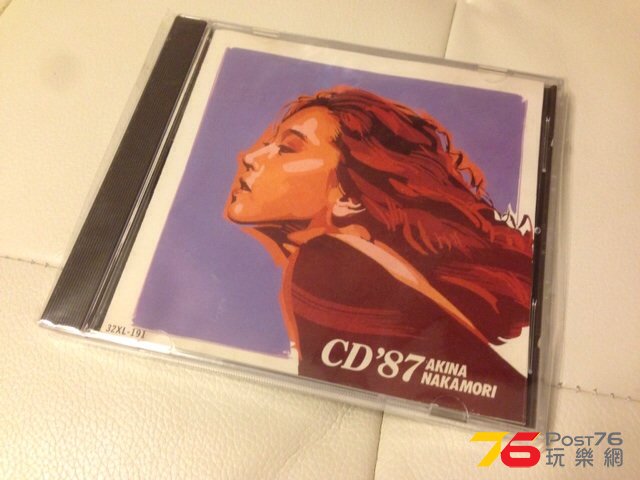 32XL-191
CD'87 AKINA
NAKAMORI
76 POST76
玩樂網